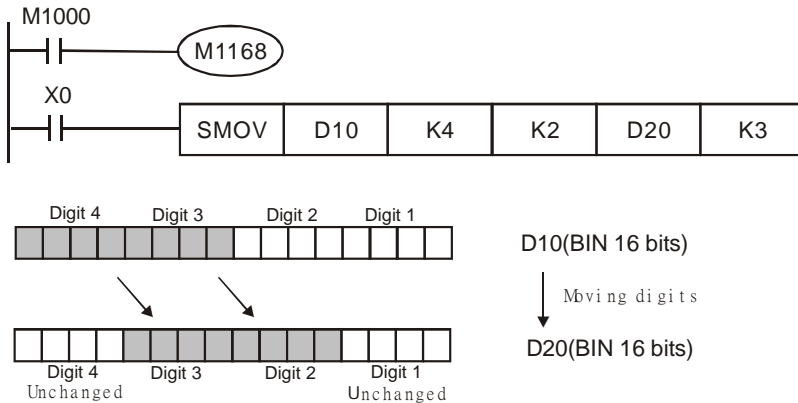 M1000
M1168
X0
SMOV D10 K4 K2 D20 K3
Digit 4 Digit 3 Digit 2 Digit 1
D10(BIN 16 bits)
Moving digits
D20(BIN 16 bits)
Digit 4 Digit 3 Digit 2 Digit 1
Unchanged Unchanged